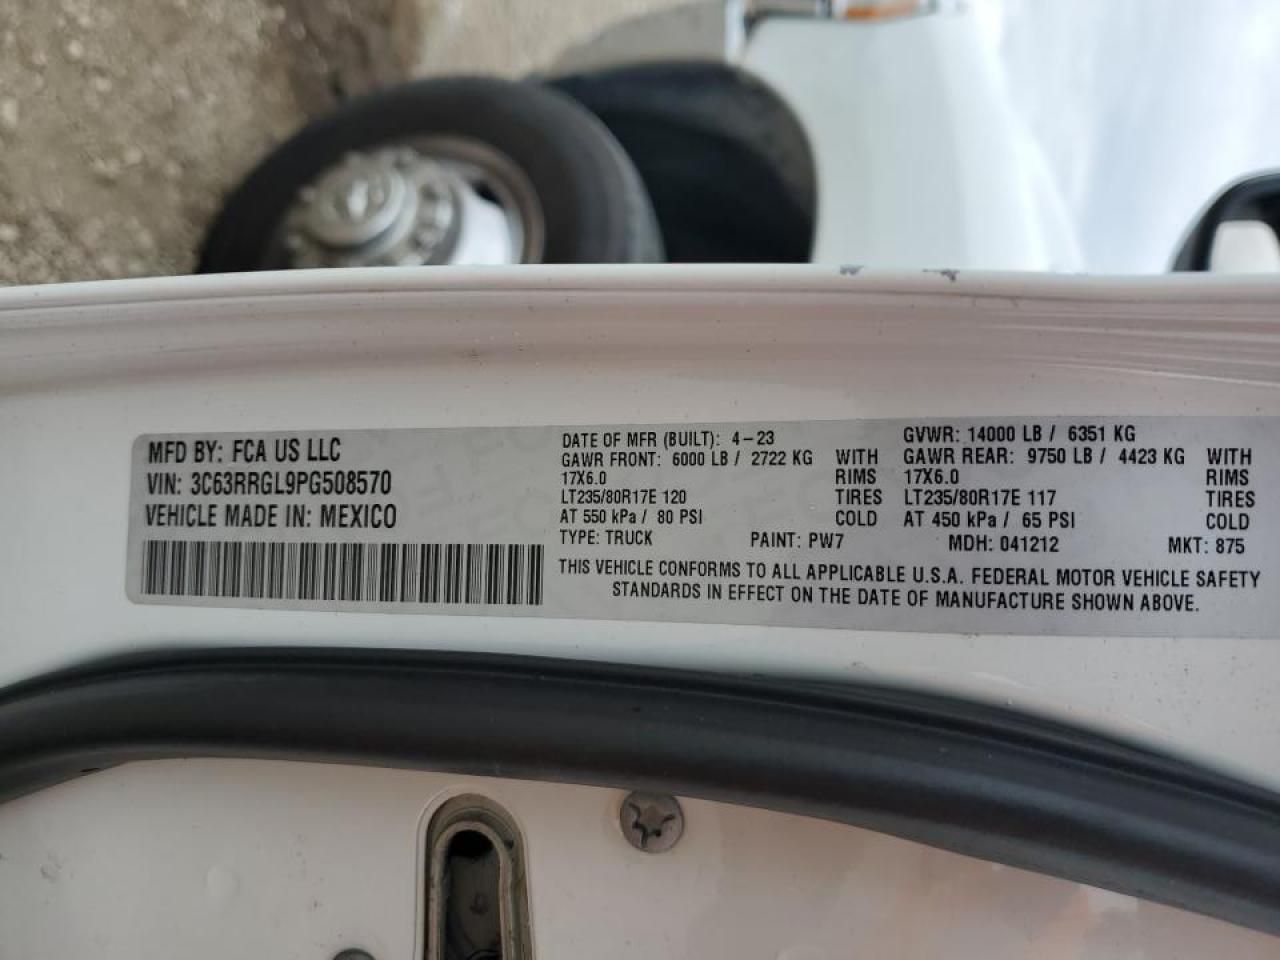 MFD BY: FCA US LLC
VIN: 3C63RRGL9PG508570
VEHICLE MADE IN: MEXICO
DATE OF MFR (BUILT): 4-23
GAWR FRONT: 6000 LB / 2722 KG WITH
17X6.0 RIMS
LT235/80R17E 120 TIRES
AT 550 kPa / 80 PSI COLD
GVWR: 14000 LB / 6351 KG
GAWR REAR: 9750 LB / 4423 KG WITH
17X6.0 RIMS
LT235/80R17E 117 TIRES
AT 450 kPa / 65 PSI COLD
TYPE: TRUCK PAINT: PW7 MDH: 041212 MKT: 875
THIS VEHICLE CONFORMS TO ALL APPLICABLE U.S.A. FEDERAL MOTOR VEHICLE SAFETY
STANDARDS IN EFFECT ON THE DATE OF MANUFACTURE SHOWN ABOVE.